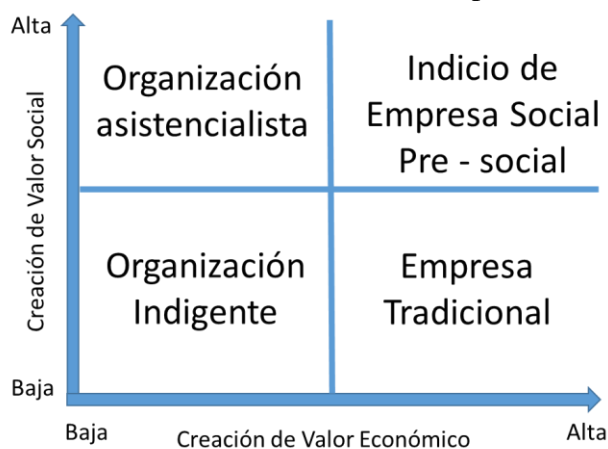 Alta
Organización
asistencialista
Indicio de
Empresa Social
Pre - social
Creación de Valor Social
Organización
Indigente
Empresa
Tradicional
Baja
Baja
Creación de Valor Económico
Alta